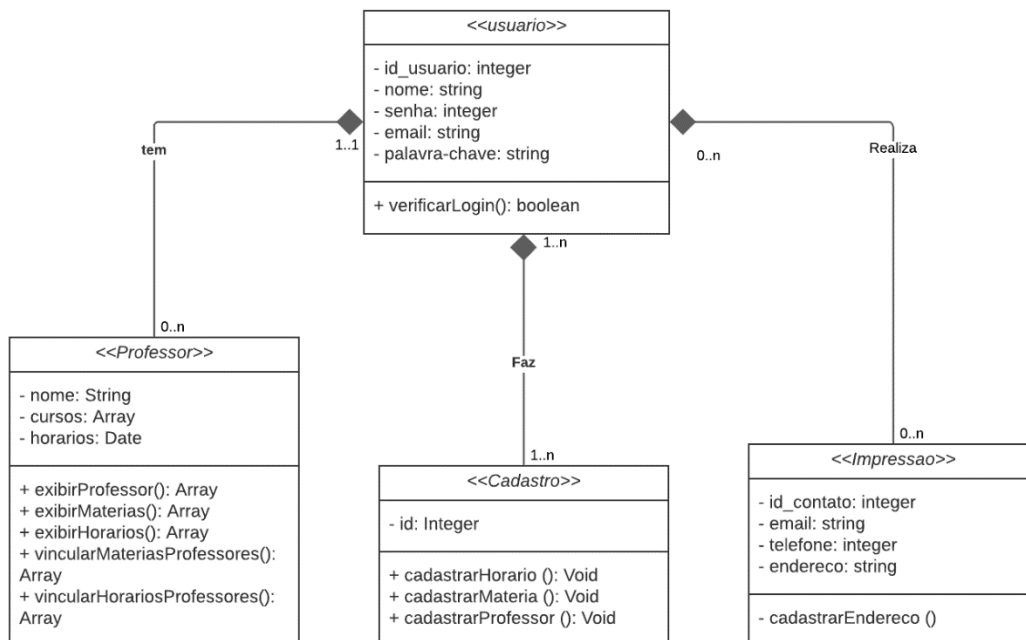 <<usuario>>
- id_usuario: integer
- nome: string
- senha: integer
- email: string
- palavra-chave: string
+ verificarLogin(): boolean
1..1
tem
0..n
0..n
Realiza
0..n
1..n
Faz
1..n
<<Professor>>
- nome: String
- cursos: Array
- horarios: Date
+ exibirProfessor(): Array
+ exibirMaterias(): Array
+ exibirHorarios(): Array
+ vincularMateriasProfessores():
Array
+ vincularHorariosProfessores():
Array
<<Cadastro>>
- id: Integer
+ cadastrarHorario (): Void
+ cadastrarMateria (): Void
+ cadastrarProfessor (): Void
<<Impressao>>
- id_contato: integer
- email: string
- telefone: integer
- endereco: string
- cadastrarEndereco ()